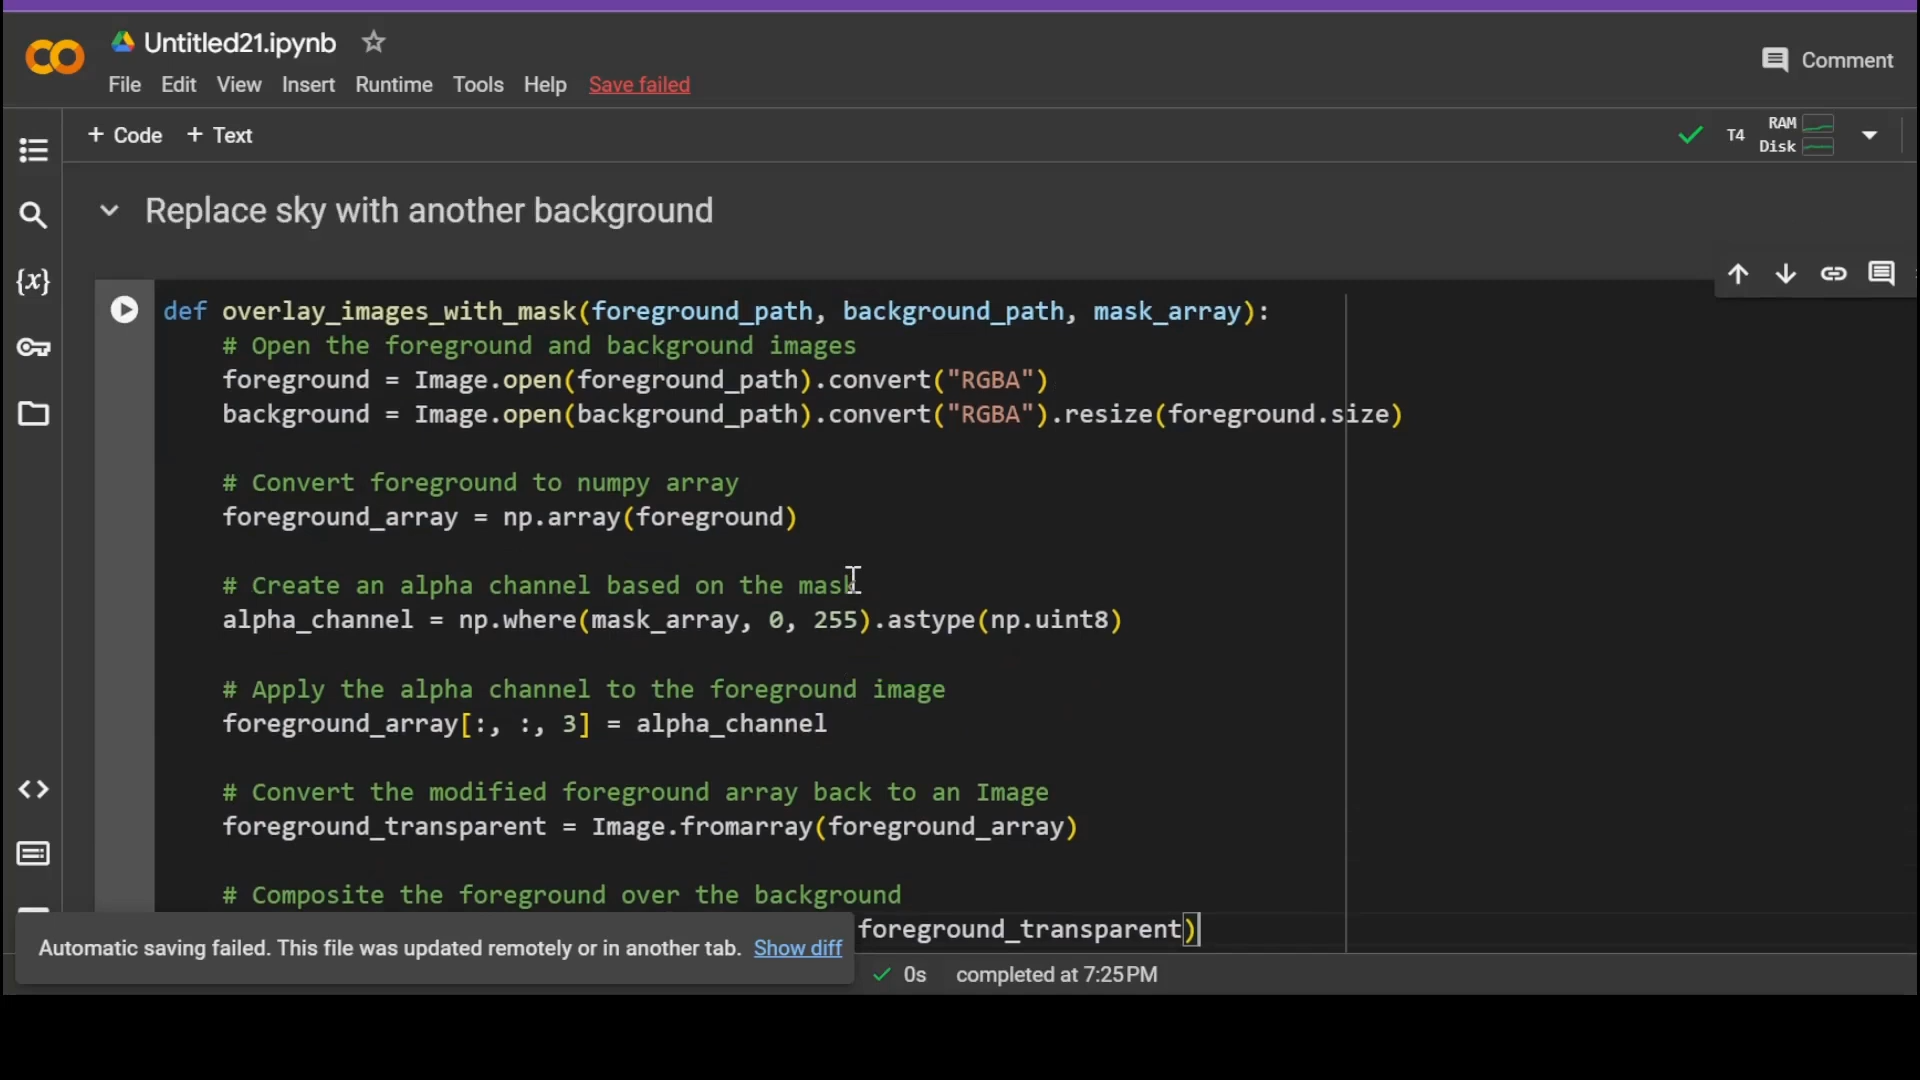 Untitled21.ipynb
Comment
File Edit View Insert Runtime Tools Help Save failed
+ Code + Text
T4 RAM
Disk
Replace sky with another background
{x}
def overlay_images_with_mask(foreground_path, background_path, mask_array):
# Open the foreground and background images
foreground = Image.open(foreground_path).convert("RGBA")
background = Image.open(background_path).convert("RGBA").resize(foreground.size)
# Convert foreground to numpy array
foreground_array = np.array(foreground)
# Create an alpha channel based on the mask
alpha_channel = np.where(mask_array, 0, 255).astype(np.uint8)
# Apply the alpha channel to the foreground image
foreground_array[:, :, 3] = alpha_channel
# Convert the modified foreground array back to an Image
foreground_transparent = Image.fromarray(foreground_array)
# Composite the foreground over the background
foreground_transparent)
Automatic saving failed. This file was updated remotely or in another tab. Show diff
0s completed at 7:25 PM